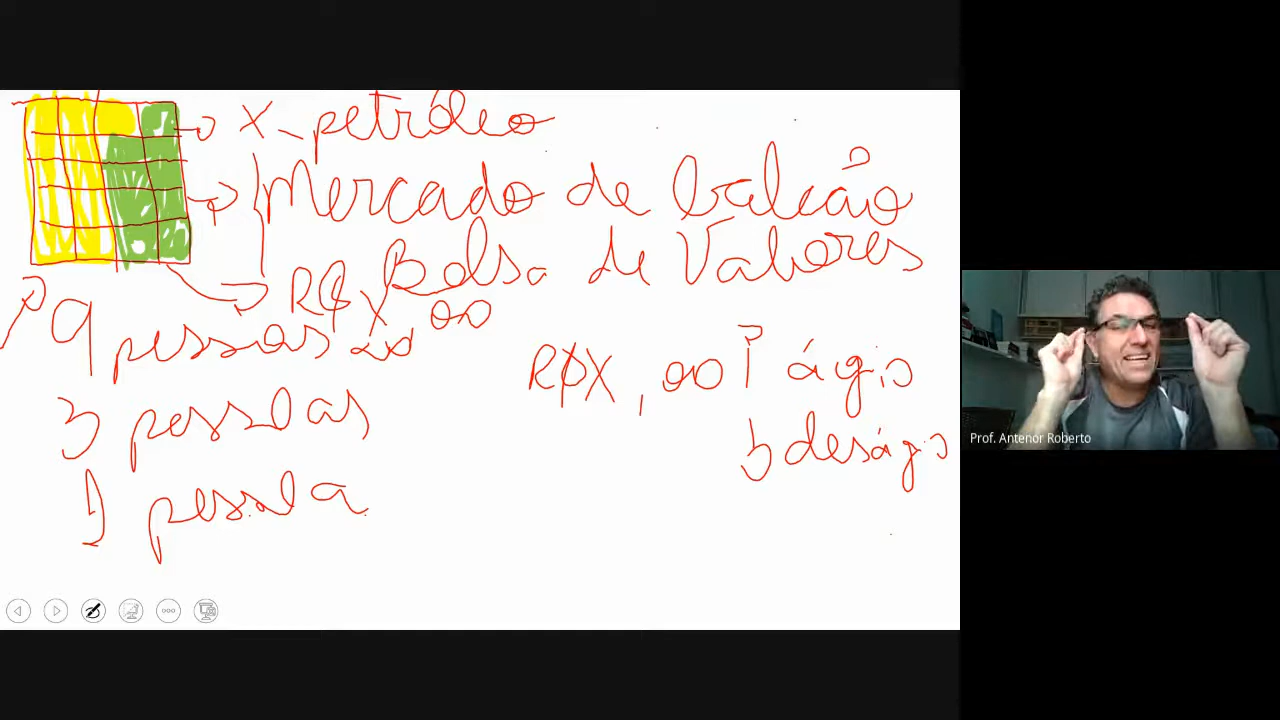 X - petróleo
Mercado de balcão
Bolsa de Valores
R$ X 00
9 pessoas
3 pessoas
1 pessoa
R$ X, 00 ↑ ágio
↓ deságio
Prof. Antenor Roberto